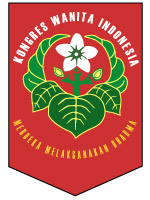 KONGRES WANITA INDONESIA
MERDEKA MELAKSANAKAN DHARMA